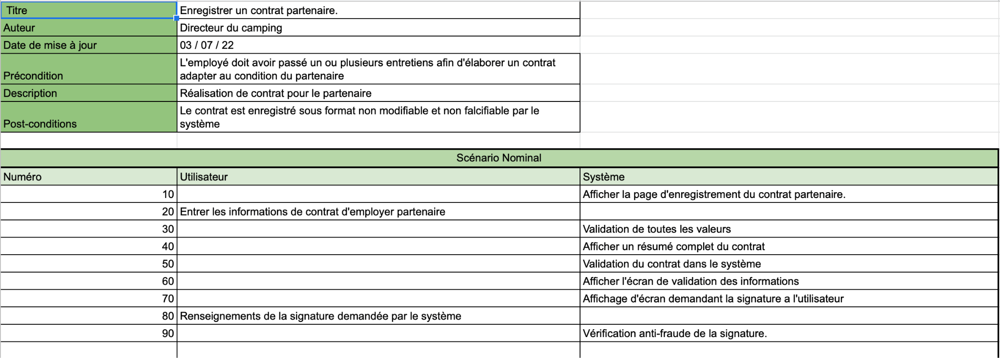 Titre Enregistrer un contrat partenaire.
Auteur Directeur du camping
Date de mise à jour 03 / 07 / 22
L'employé doit avoir passé un ou plusieurs entretiens afin d'élaborer un contrat
Précondition adapter au condition du partenaire
Description Réalisation de contrat pour le partenaire
Le contrat est enregistré sous format non modifiable et non falcifiable par le
Post-conditions système
Scénario Nominal
Numéro Utilisateur Système
10 Afficher la page d'enregistrement du contrat partenaire.
20 Entrer les informations de contrat d'employer partenaire
30 Validation de toutes les valeurs
40 Afficher un résumé complet du contrat
50 Validation du contrat dans le système
60 Afficher l'écran de validation des informations
70 Affichage d'écran demandant la signature a l'utilisateur
80 Renseignements de la signature demandée par le système
90 Vérification anti-fraude de la signature.